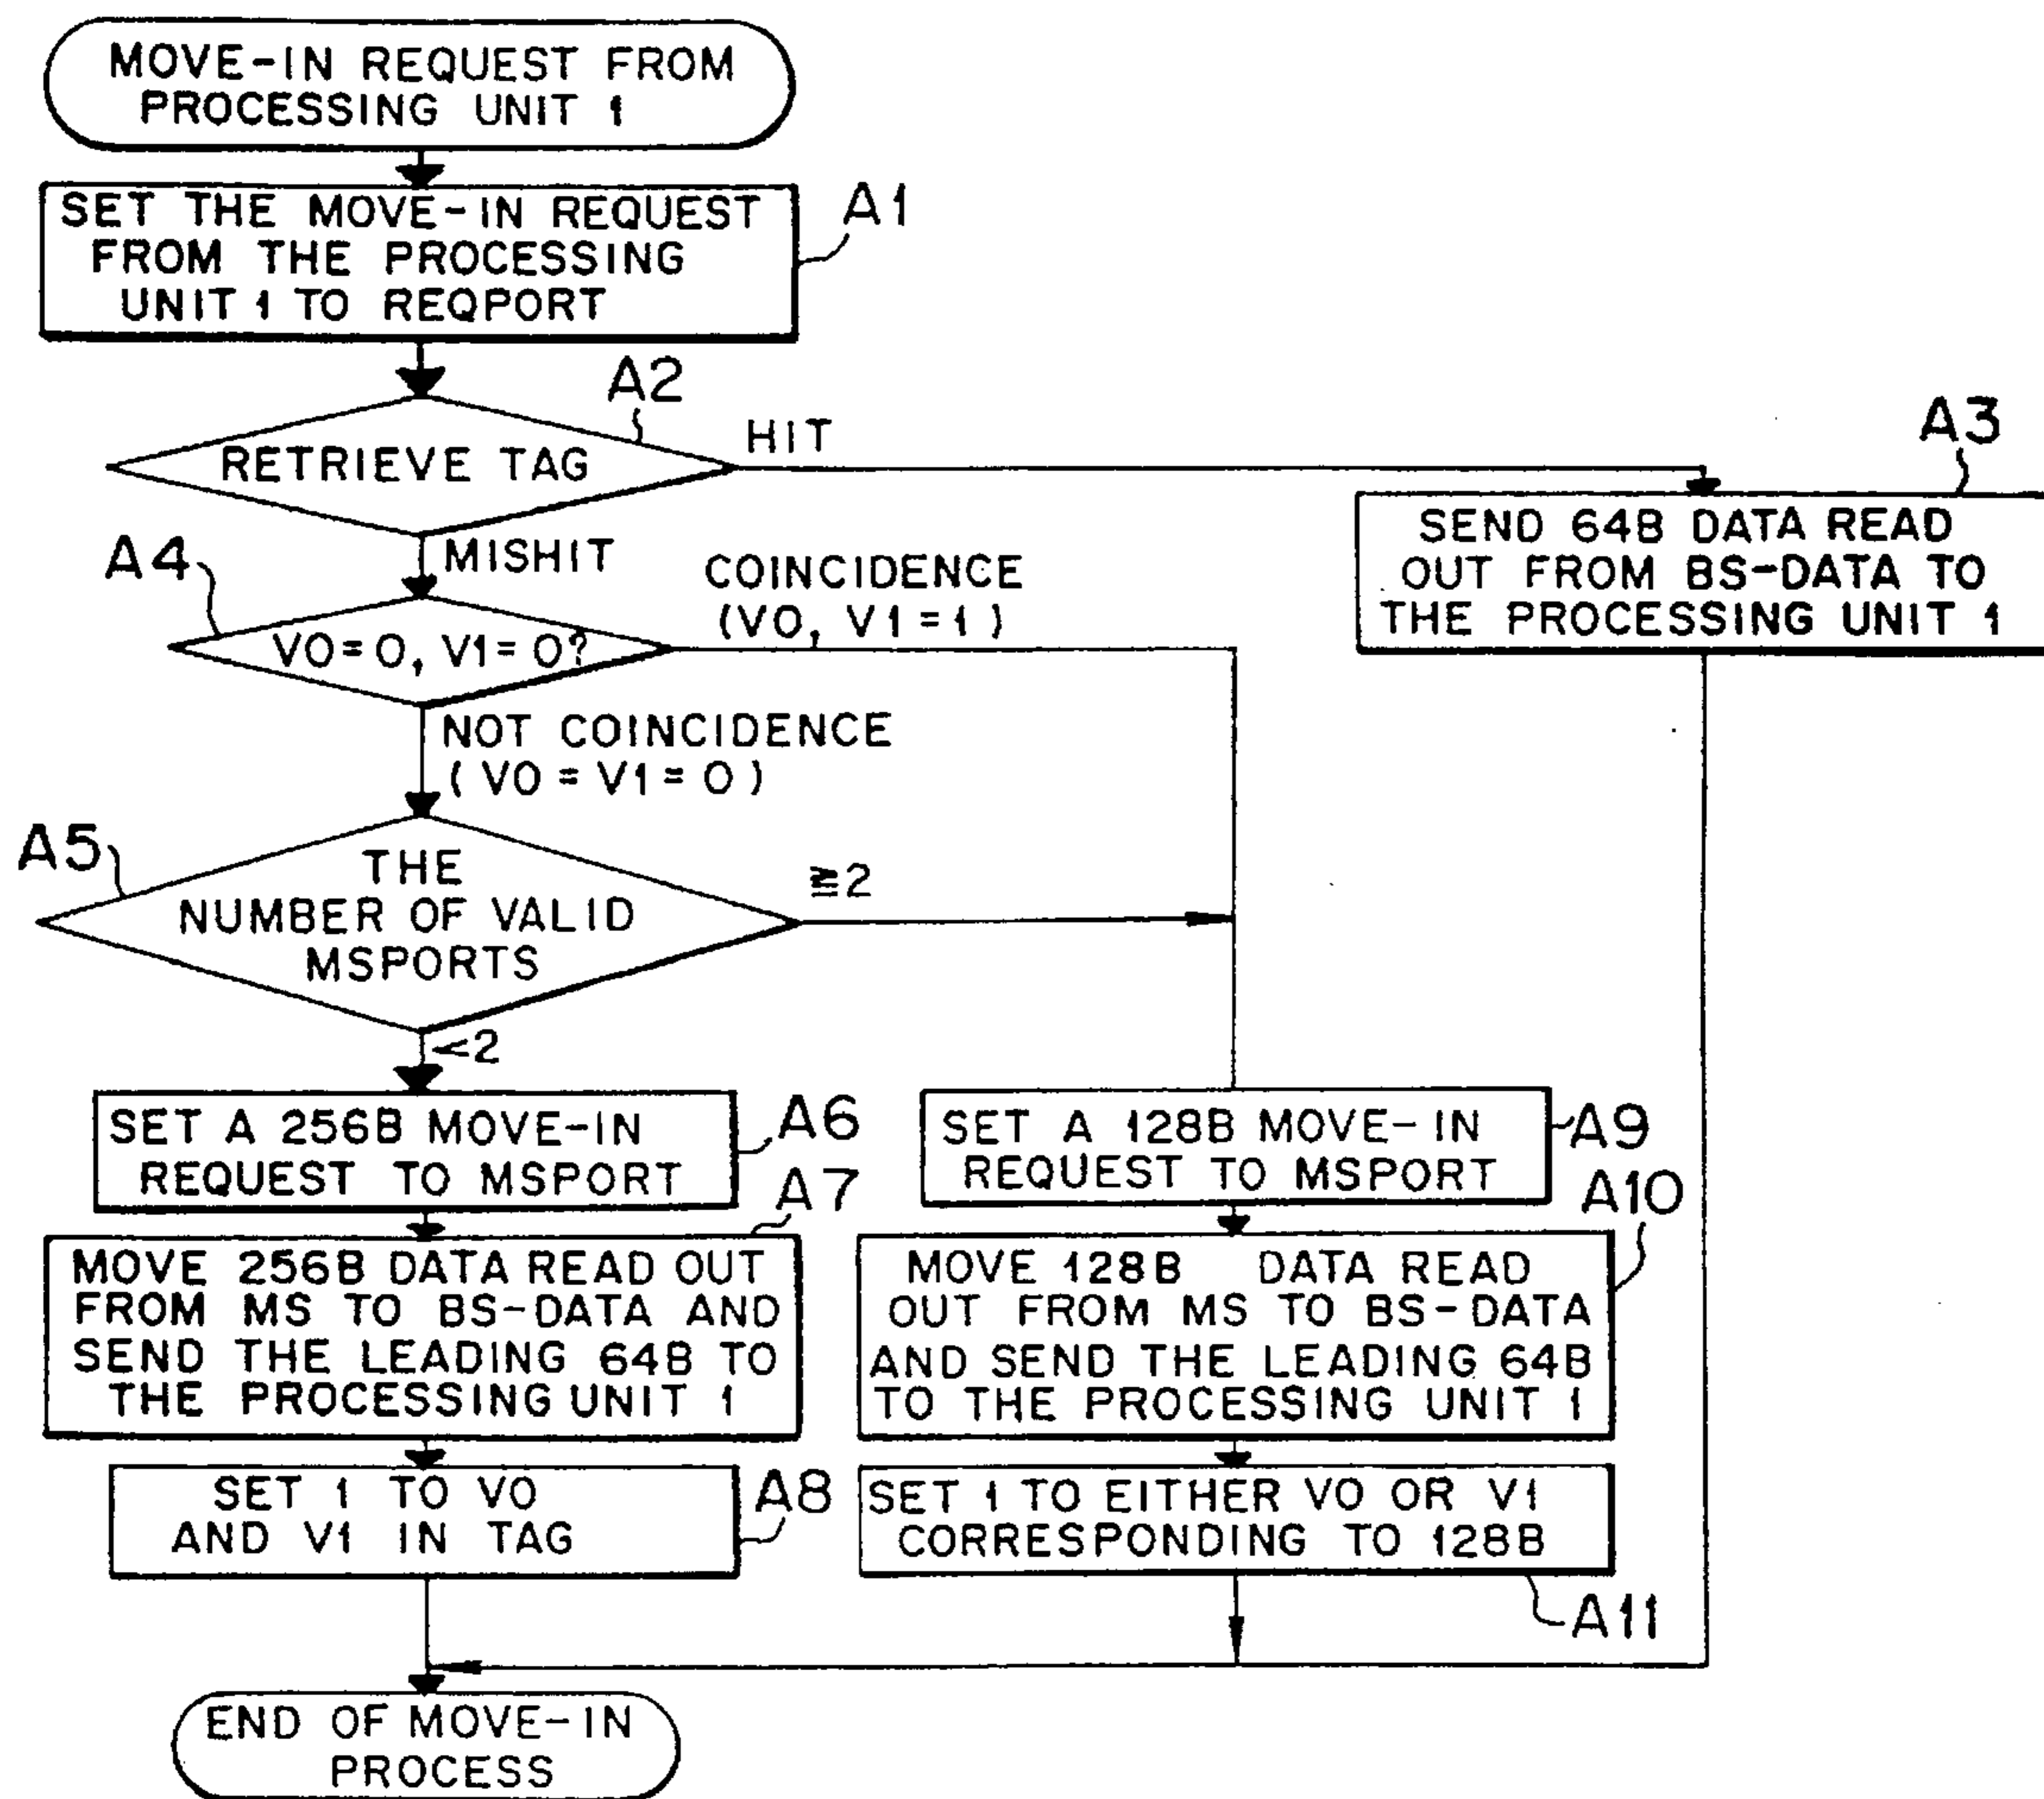 MOVE-IN REQUEST FROM
PROCESSING UNIT 1
SET THE MOVE-IN REQUEST
FROM THE PROCESSING
UNIT 1 TO REQPORT
A1
A2
RETRIEVE TAG
HIT
A3
SEND 64B DATA READ
OUT FROM BS-DATA TO
THE PROCESSING UNIT 1
MISHIT
A4
V0=0, V1=0?
COINCIDENCE
(V0, V1=1)
NOT COINCIDENCE
(V0=V1=0)
A5
THE
NUMBER OF VALID
MSPORTS
≧2
<2
SET A 256B MOVE-IN
REQUEST TO MSPORT
A6
SET A 128B MOVE-IN
REQUEST TO MSPORT
A9
A7
MOVE 256B DATA READ OUT
FROM MS TO BS-DATA AND
SEND THE LEADING 64B TO
THE PROCESSING UNIT 1
A10
MOVE 128B DATA READ
OUT FROM MS TO BS-DATA
AND SEND THE LEADING 64B
TO THE PROCESSING UNIT 1
SET 1 TO V0
AND V1 IN TAG
A8
SET 1 TO EITHER V0 OR V1
CORRESPONDING TO 128B
A11
END OF MOVE-IN
PROCESS